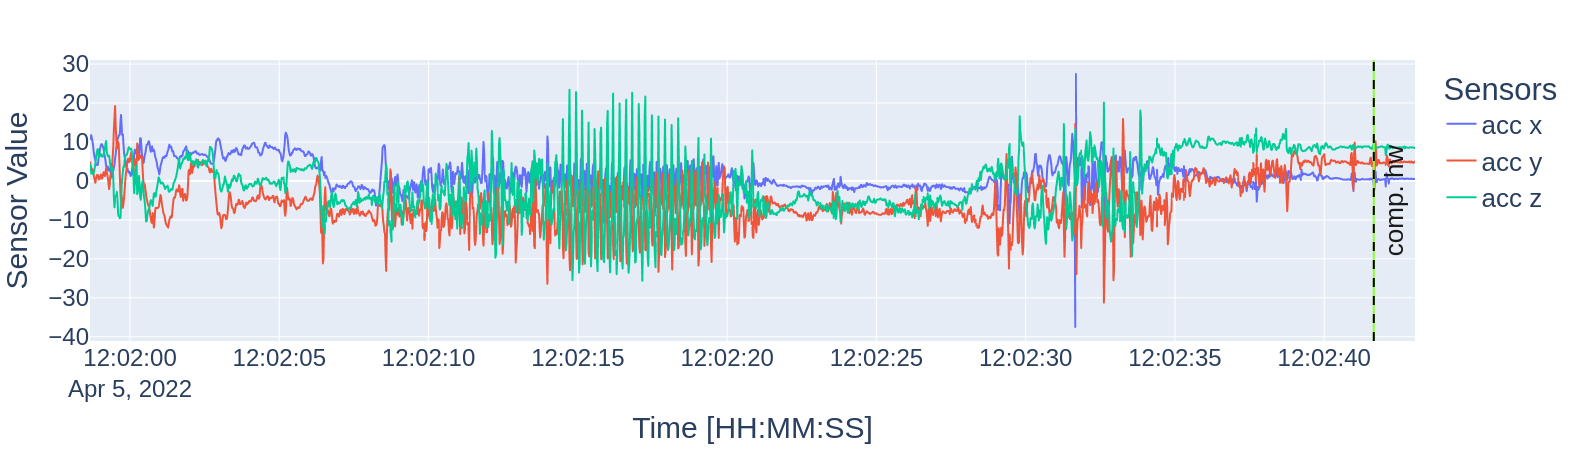 30
20
10
0
−10
−20
−30
−40
Sensor Value
12:02:00
Apr 5, 2022
12:02:05
12:02:10
12:02:15
12:02:20
12:02:25
12:02:30
12:02:35
12:02:40
Time [HH:MM:SS]
comp. hw
Sensors
acc x
acc y
acc z